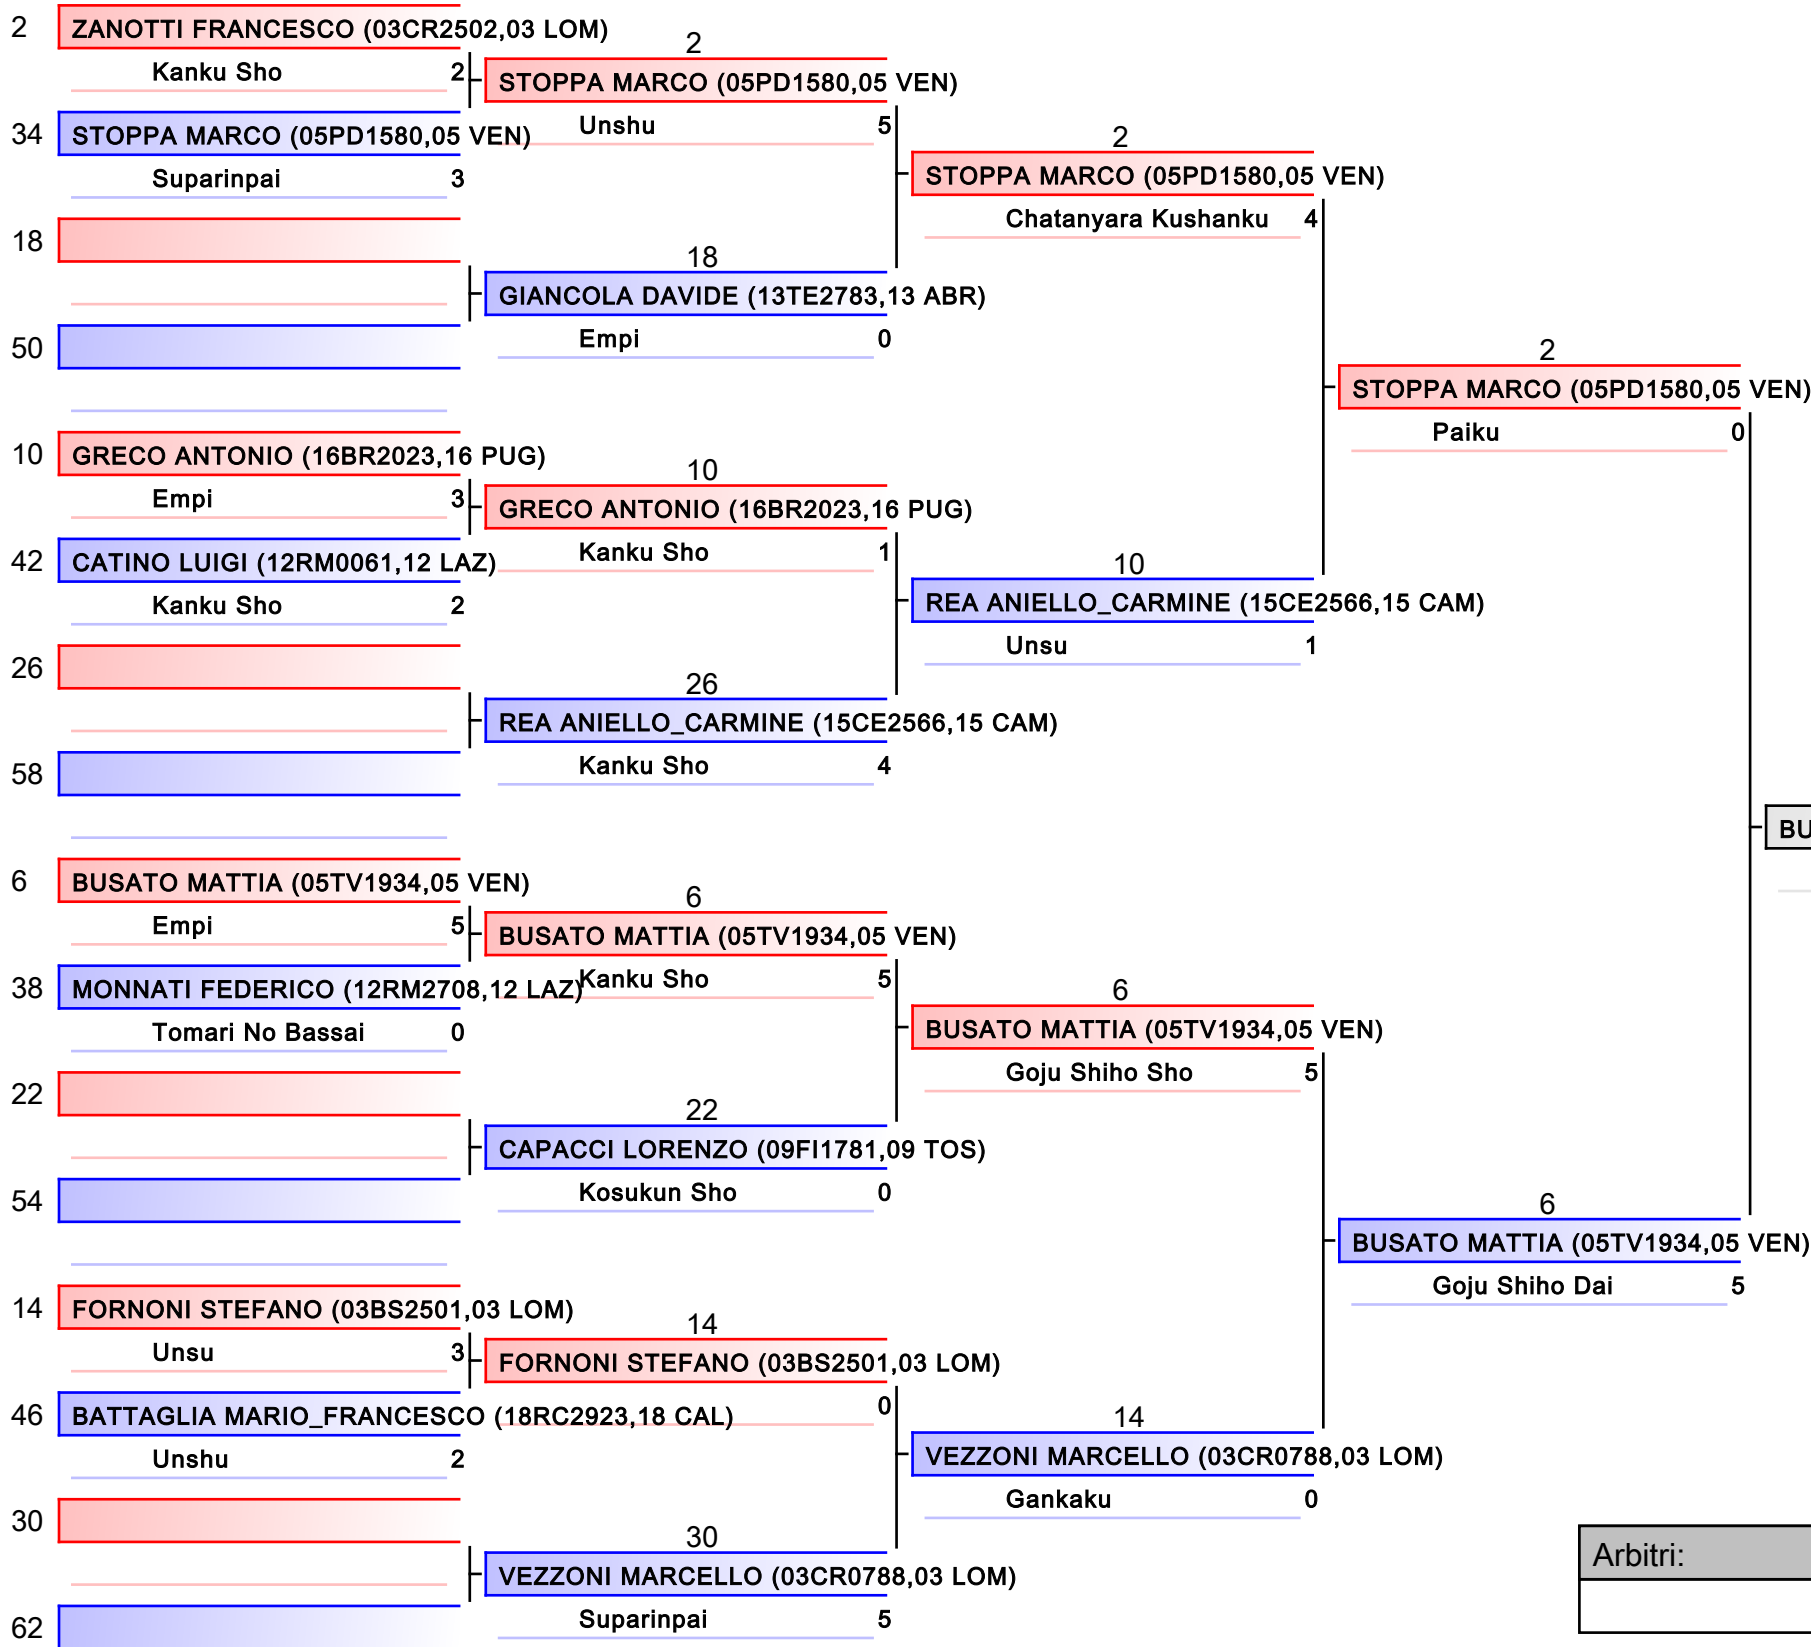 2 ZANOTTI FRANCESCO (03CR2502,03 LOM)
Kanku Sho 2
34 STOPPA MARCO (05PD1580,05 VEN)
Suparinpai 3
18
50
10 GRECO ANTONIO (16BR2023,16 PUG)
Empi 3
42 CATINO LUIGI (12RM0061,12 LAZ)
Kanku Sho 2
26
58
6 BUSATO MATTIA (05TV1934,05 VEN)
Empi 5
38 MONNATI FEDERICO (12RM2708,12 LAZ)
Tomari No Bassai 0
22
54
14 FORNONI STEFANO (03BS2501,03 LOM)
Unsu 3
46 BATTAGLIA MARIO_FRANCESCO (18RC2923,18 CAL)
Unshu 2
30
62
2
STOPPA MARCO (05PD1580,05 VEN)
Unshu 5
18
GIANCOLA DAVIDE (13TE2783,13 ABR)
Empi 0
10
GRECO ANTONIO (16BR2023,16 PUG)
Kanku Sho 1
26
REA ANIELLO_CARMINE (15CE2566,15 CAM)
Kanku Sho 4
6
BUSATO MATTIA (05TV1934,05 VEN)
Kanku Sho 5
22
CAPACCI LORENZO (09FI1781,09 TOS)
Kosukun Sho 0
14
FORNONI STEFANO (03BS2501,03 LOM)
0
30
VEZZONI MARCELLO (03CR0788,03 LOM)
Suparinpai 5
2
STOPPA MARCO (05PD1580,05 VEN)
Chatanyara Kushanku 4
10
REA ANIELLO_CARMINE (15CE2566,15 CAM)
Unsu 1
6
BUSATO MATTIA (05TV1934,05 VEN)
Goju Shiho Sho 5
14
VEZZONI MARCELLO (03CR0788,03 LOM)
Gankaku 0
2
STOPPA MARCO (05PD1580,05 VEN)
Paiku 0
6
BUSATO MATTIA (05TV1934,05 VEN)
Goju Shiho Dai 5
BU
Arbitri: